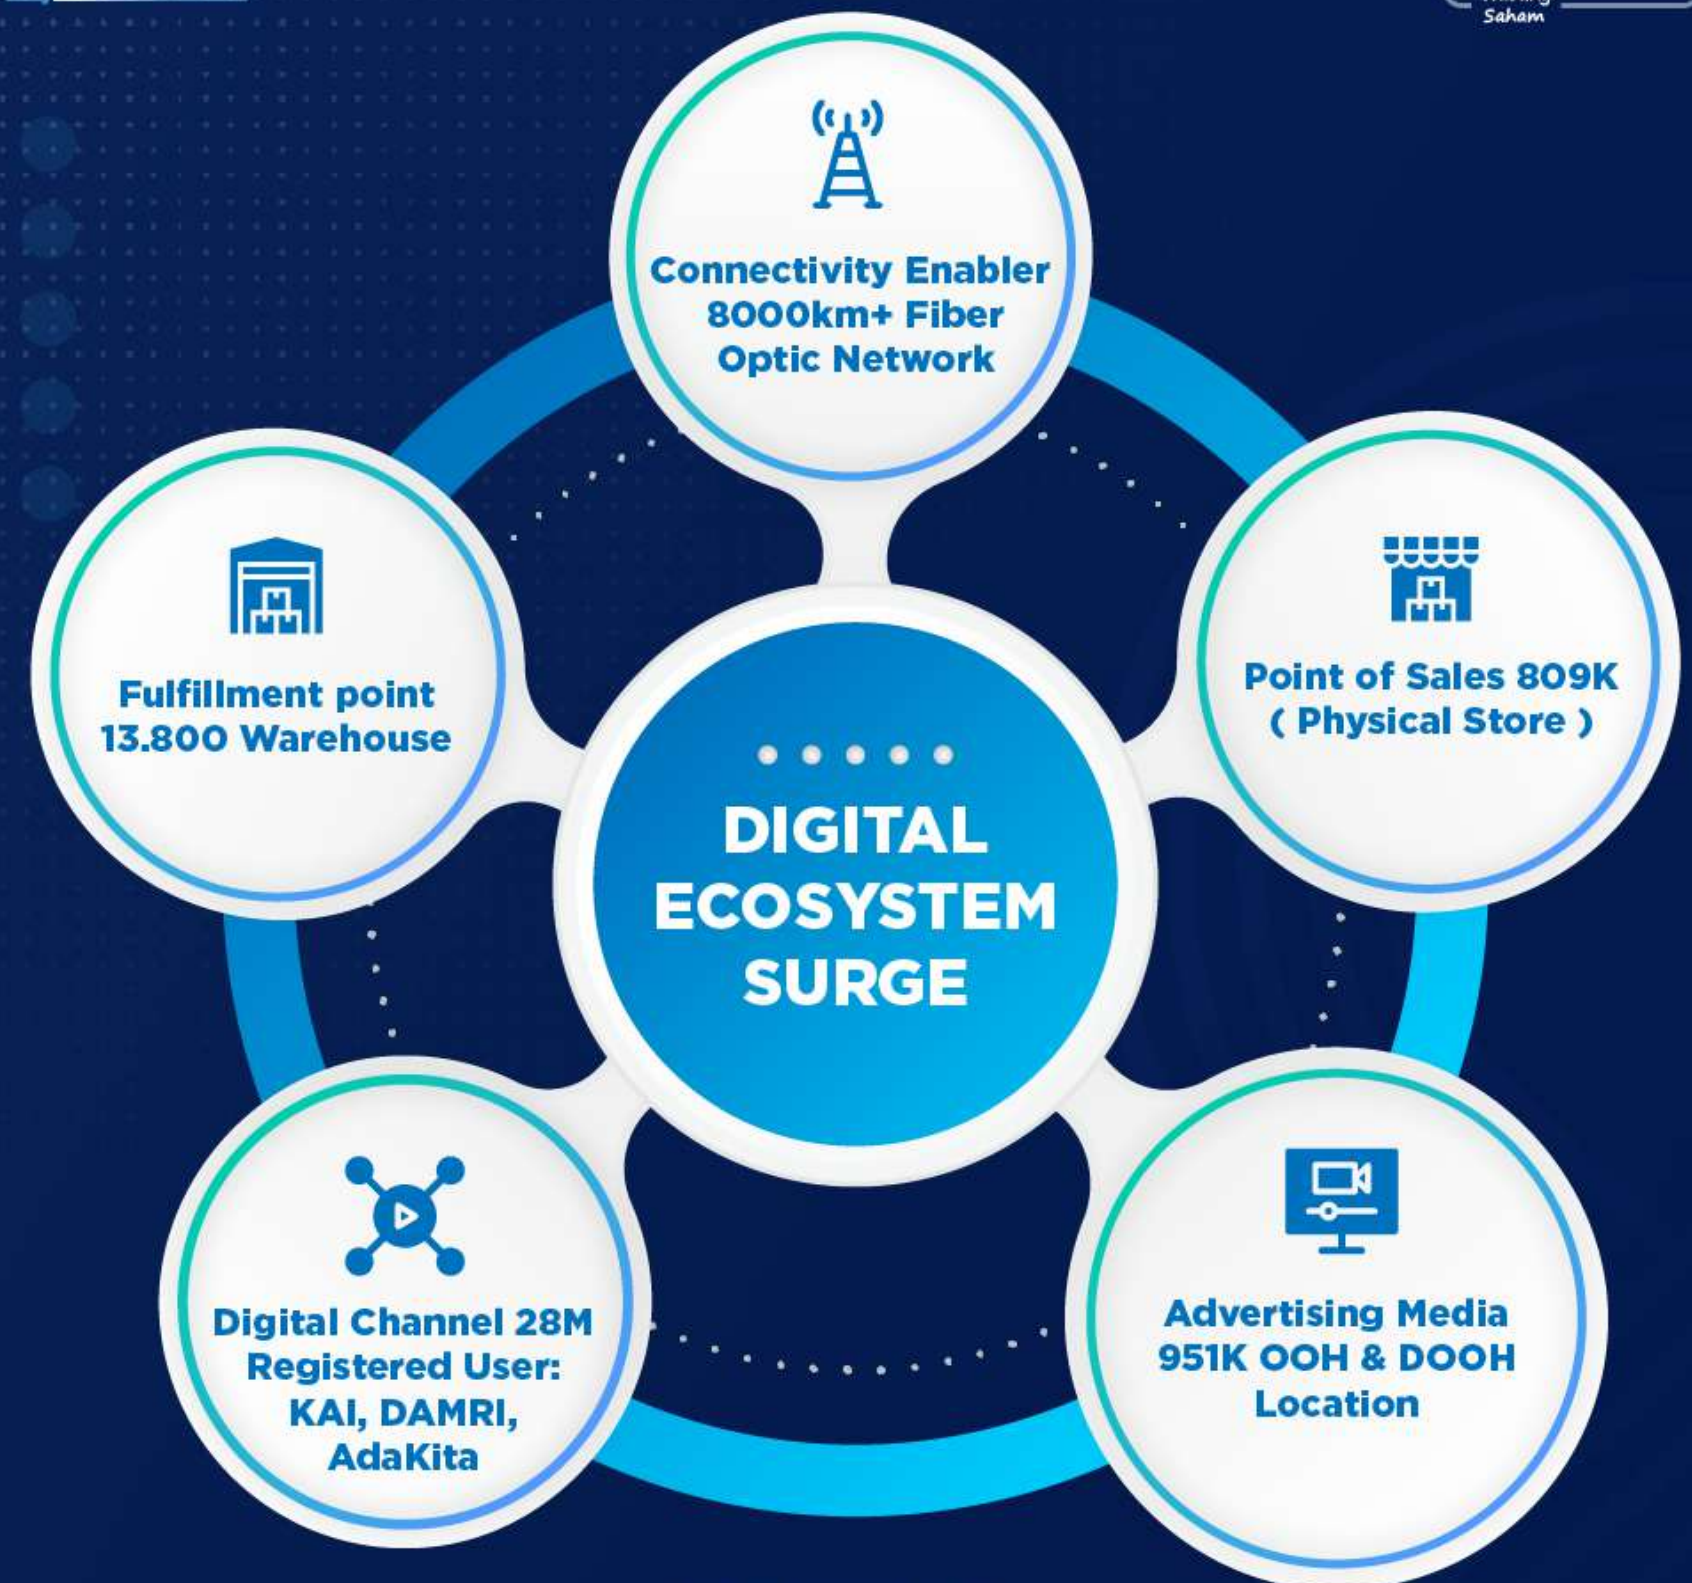 Saham
Connectivity Enabler
8000km+ Fiber
Optic Network
Fulfillment point
13.800 Warehouse
Point of Sales 809K
( Physical Store )
DIGITAL
ECOSYSTEM
SURGE
Digital Channel 28M
Registered User:
KAI, DAMRI,
AdaKita
Advertising Media
951K OOH & DOOH
Location